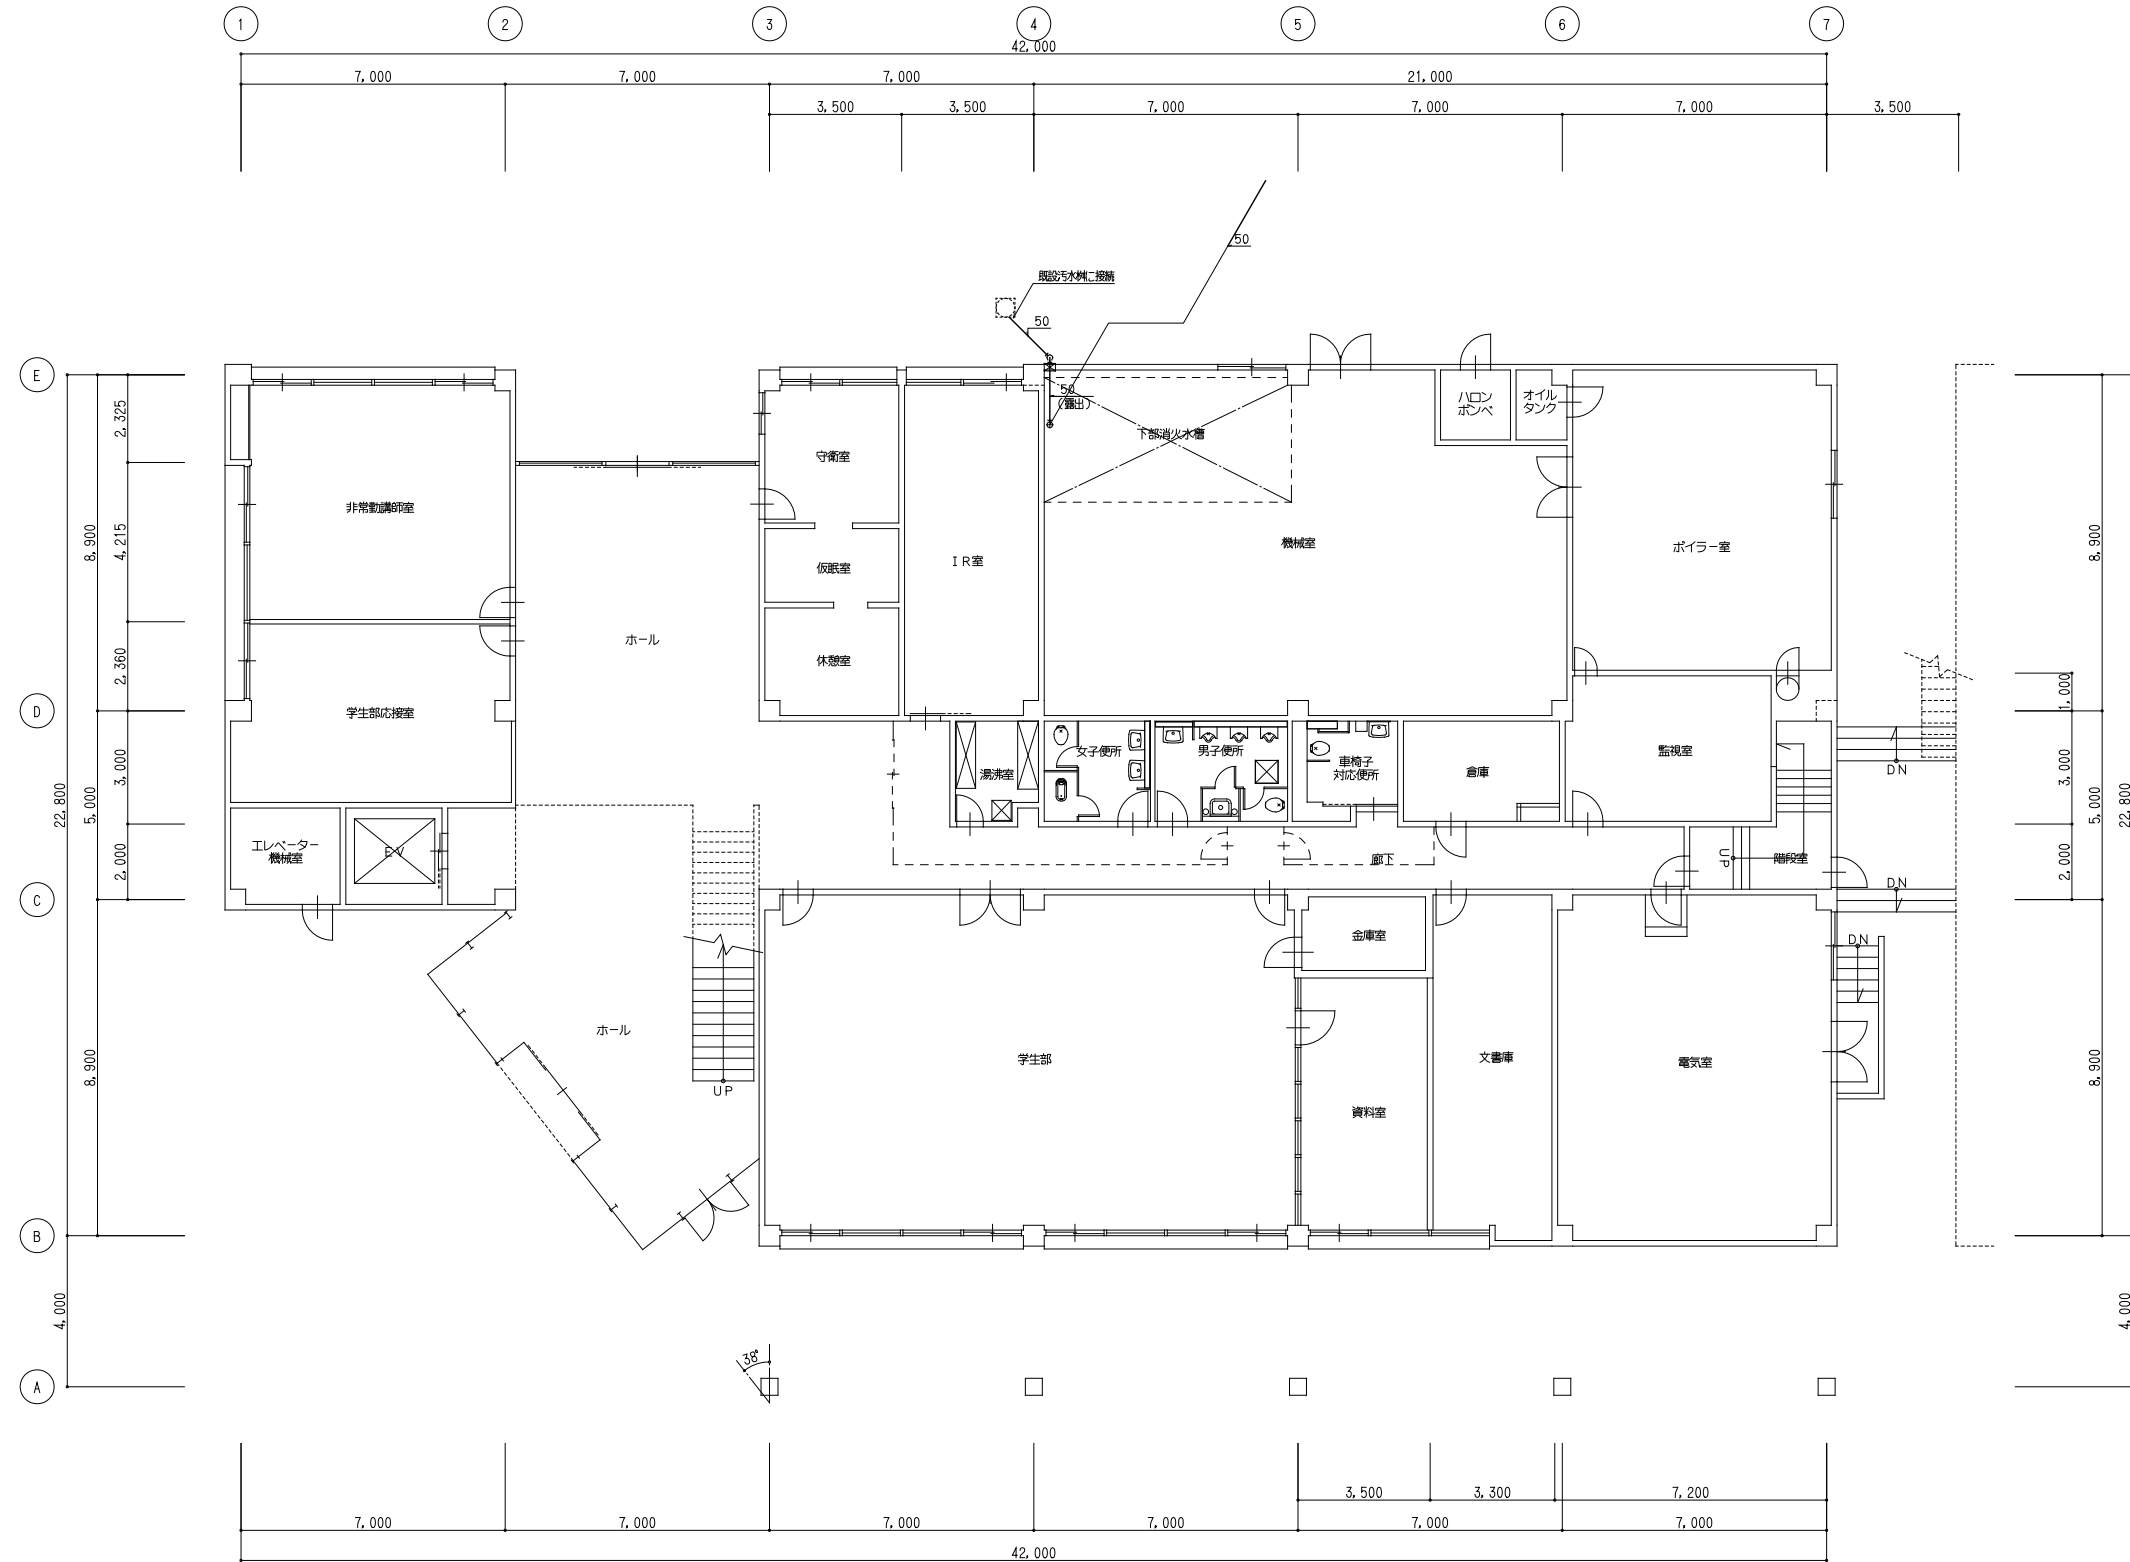 1 2 3 4 5 6 7
42,000
7,000 7,000 7,000 21,000
3,500 3,500 7,000 7,000 7,000 3,500
50
既設汚水桝に接続
50
E
50
(露出)
ハロン
ボンベ
オイル
タンク
下部消火水槽
守衛室
非常勤講師室
機械室
ボイラー室
IR室
仮眠室
ホール
休憩室
2,325
4,215
8,900
2,360
8,900
1,000
D
学生部応接室
女子便所
男子便所
監視室
車椅子
対応便所
湯沸室
倉庫
DN
3,000
5,000
22,800
2,000
3,000
5,000
22,800
2,000
エレベーター
機械室
EV
廊下
UP
階段室
DN
C
金庫室
DN
ホール
学生部
文書庫
電気室
UP
資料室
8,900
8,900
B
4,000
4,000
38°
A
3,500 3,300 7,200
7,000 7,000 7,000 7,000 7,000 7,000
42,000